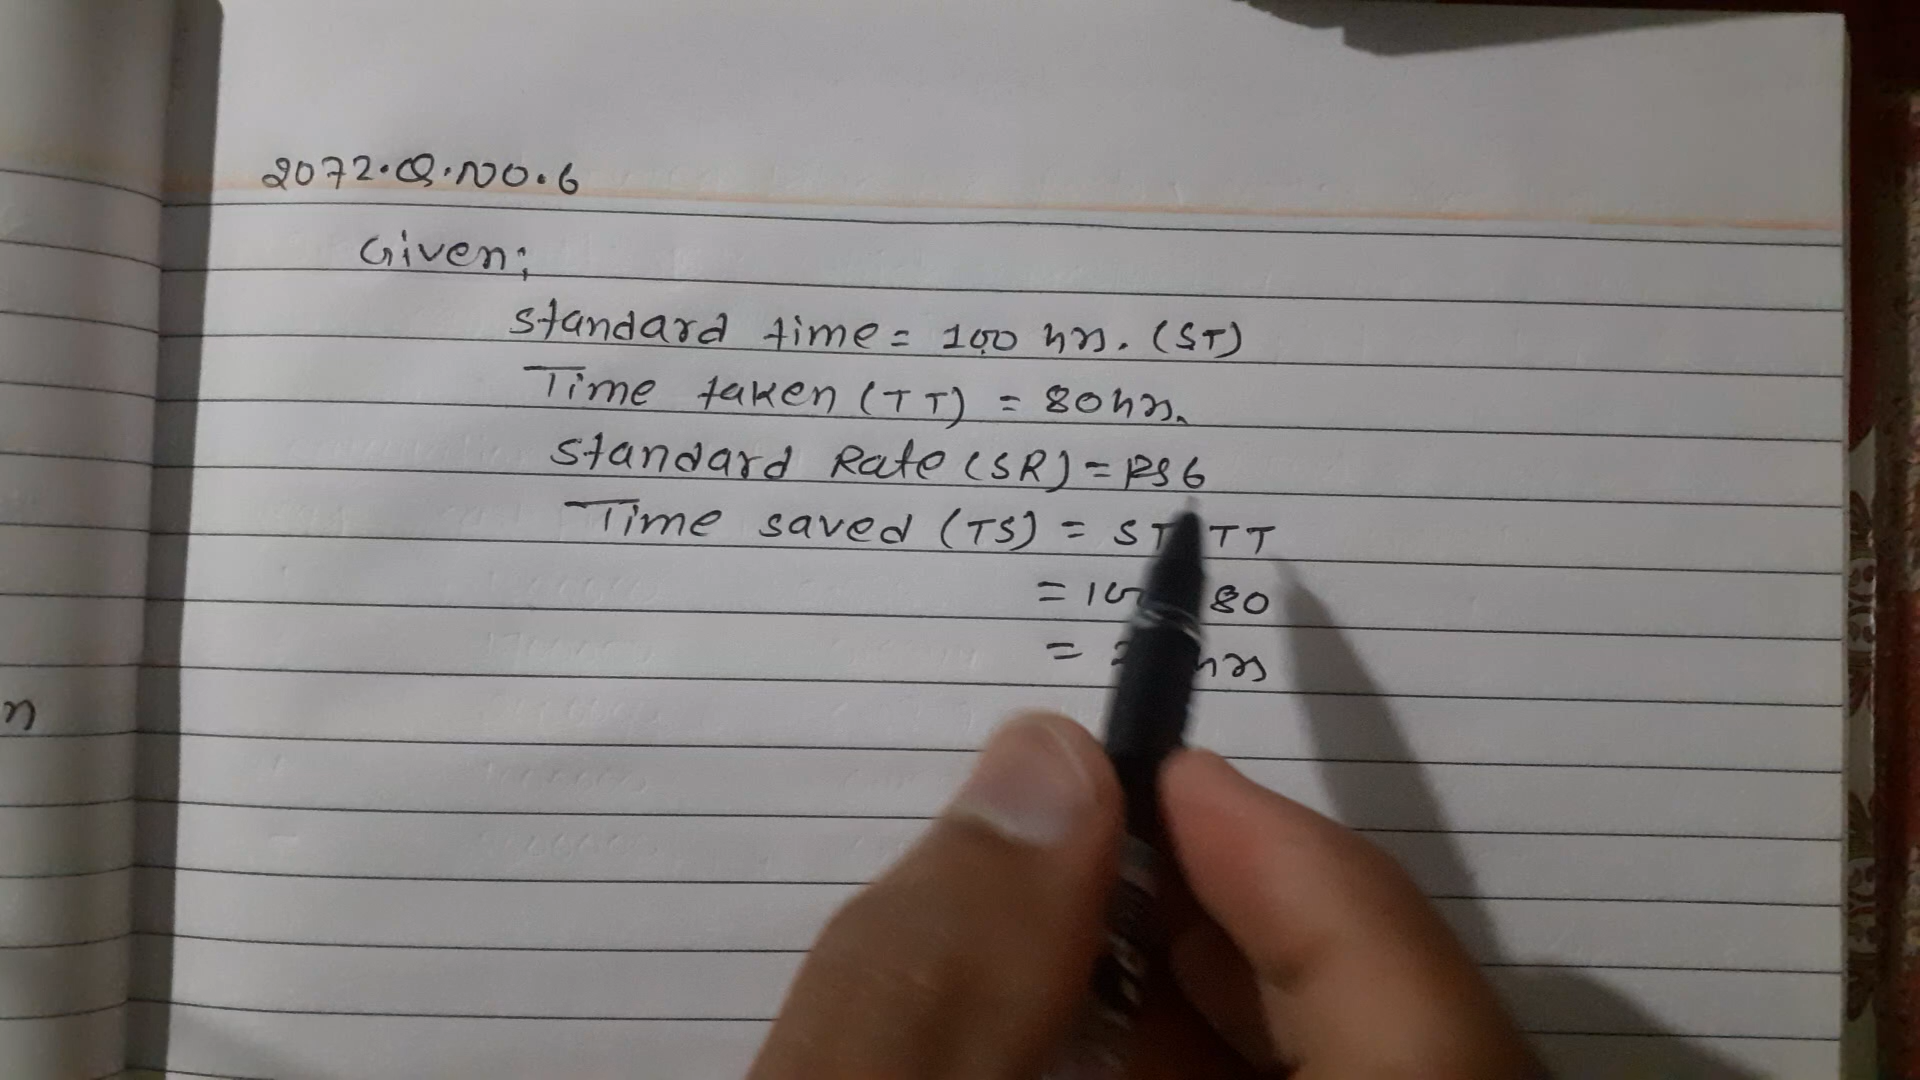 2072.Q.NO.6
Given;
Standard time = 100 hrs. (ST)
Time taken (TT) = 80hrs.
Standard Rate (SR) = RS 6
Time saved (TS) = ST TT
= 80
= hrs
n